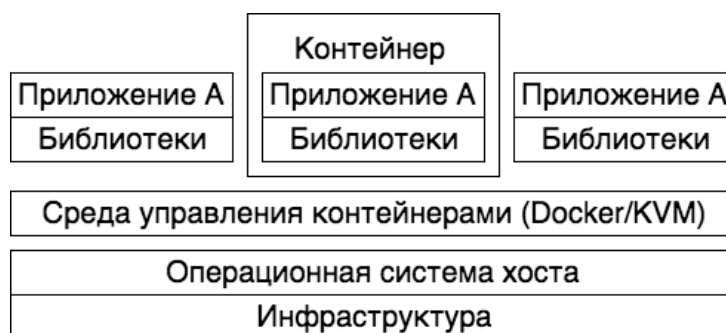 Контейнер
Приложение А Приложение А Приложение А
Библиотеки Библиотеки Библиотеки
Среда управления контейнерами (Docker/KVM)
Операционная система хоста
Инфраструктура